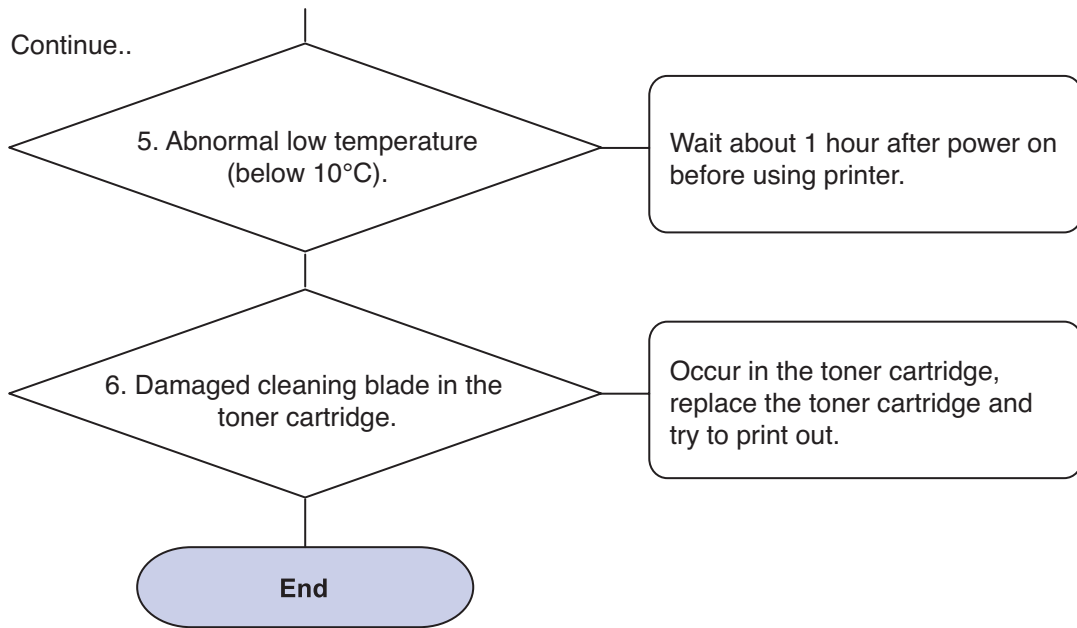 Continue..
5. Abnormal low temperature
(below 10°C).
Wait about 1 hour after power on
before using printer.
6. Damaged cleaning blade in the
toner cartridge.
Occur in the toner cartridge,
replace the toner cartridge and
try to print out.
End